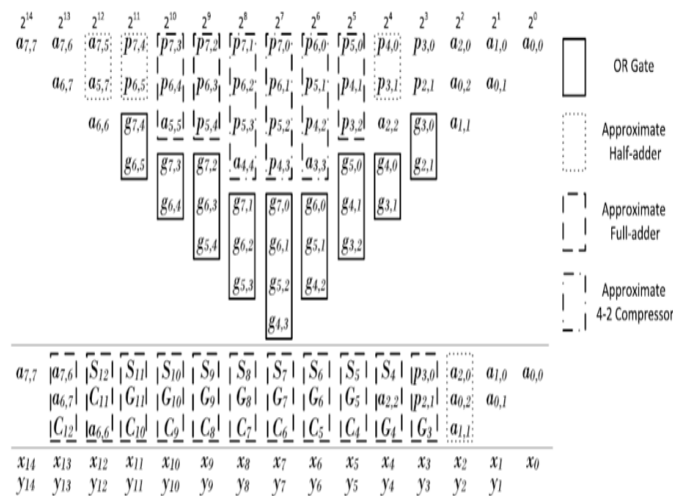 2^14 2^13 2^12 2^11 2^10 2^9 2^8 2^7 2^6 2^5 2^4 2^3 2^2 2^1 2^0
a7,7 a7,6 a7,5 p7,4 p7,3 p7,2 p7,1 p7,0 p6,0 p5,0 p4,0 p3,0 a2,0 a1,0 a0,0
a6,7 a5,7 p6,5 p6,4 p6,3 p6,2 p6,1 p5,1 p4,1 p3,1 p2,1 a0,2 a0,1
a6,6 g7,4 a5,5 p5,4 p5,3 p5,2 p4,2 p3,2 a2,2 g3,0 a1,1
g6,5 g7,3 g7,2 a4,4 p4,3 a3,3 g5,0 g4,0 g2,1
g6,4 g6,3 g7,1 g7,0 g6,0 g4,1 g3,1
g5,4 g6,2 g6,1 g5,1 g3,2
g5,3 g5,2 g4,2
g4,3
OR Gate
Approximate
Half-adder
Approximate
Full-adder
Approximate
4-2 Compressor
a7,7 a7,6 S12 S11 S10 S9 S8 S7 S6 S5 S4 p3,0 a2,0 a1,0 a0,0
a6,7 C11 G11 G10 G9 G8 G7 G6 G5 a2,2 p2,1 a0,2 a0,1
C12 a6,6 C10 C9 C8 C7 C6 C5 C4 G4 G3 a1,1
x14 x13 x12 x11 x10 x9 x8 x7 x6 x5 x4 x3 x2 x1 x0
y14 y13 y12 y11 y10 y9 y8 y7 y6 y5 y4 y3 y2 y1